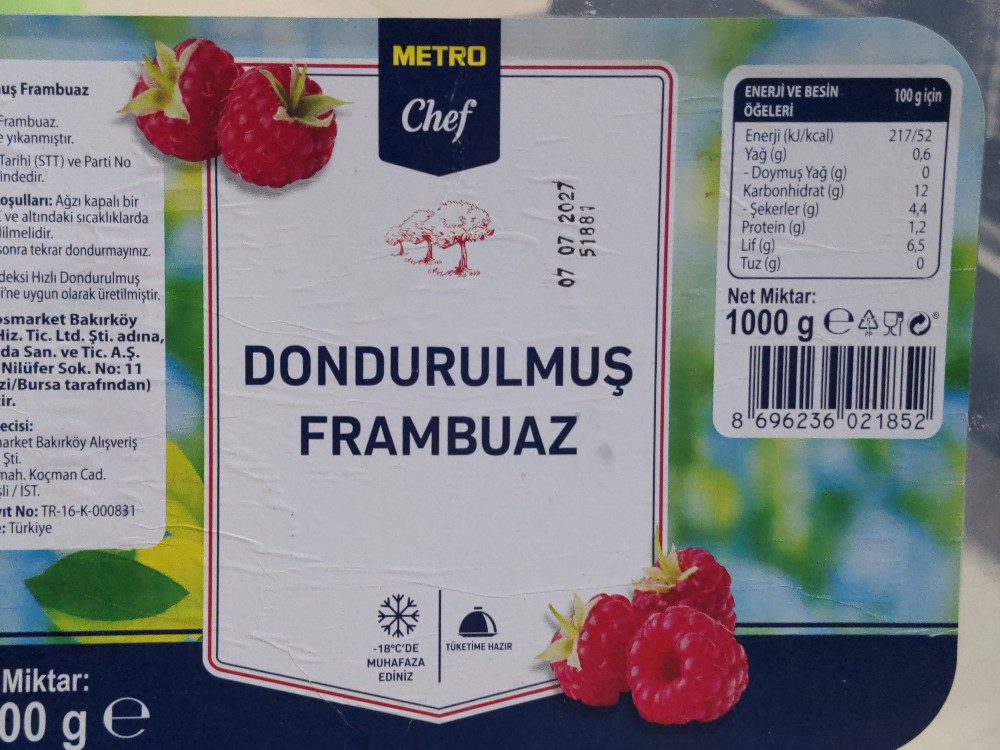 uş Frambuaz
Frambuaz.
e yıkanmıştır.
Tarihi (STT) ve Parti No
indedir.
oşulları: Ağzı kapalı bir
ve altındaki sıcaklıklarda
ilmelidir.
sonra tekrar dondurmayınız.
deksi Hızlı Dondurulmuş
i'ne uygun olarak üretilmiştir.
osmarket Bakırköy
Hiz. Tic. Ltd. Şti. adına,
da San. ve Tic. A.Ş.
Nilüfer Sok. No: 11
zi/Bursa tarafından)
ir.
ecisi:
market Bakırköy Alışveriş
Şti.
mah. Koçman Cad.
şli / İST.
yıt No: TR-16-K-000831
e: Türkiye
Miktar:
00 g e
METRO
Chef
07 07 2027
51881
DONDURULMUŞ
FRAMBUAZ
-18°C'DE
MUHAFAZA
EDİNİZ
TÜKETİME HAZIR
ENERJİ VE BESİN
ÖĞELERİ 100 g için
Enerji (kJ/kcal) 217/52
Yağ (g) 0,6
- Doymuş Yağ (g) 0
Karbonhidrat (g) 12
- Şekerler (g) 4,4
Protein (g) 1,2
Lif (g) 6,5
Tuz (g) 0
Net Miktar:
1000 g e
PP
8 696236 021852